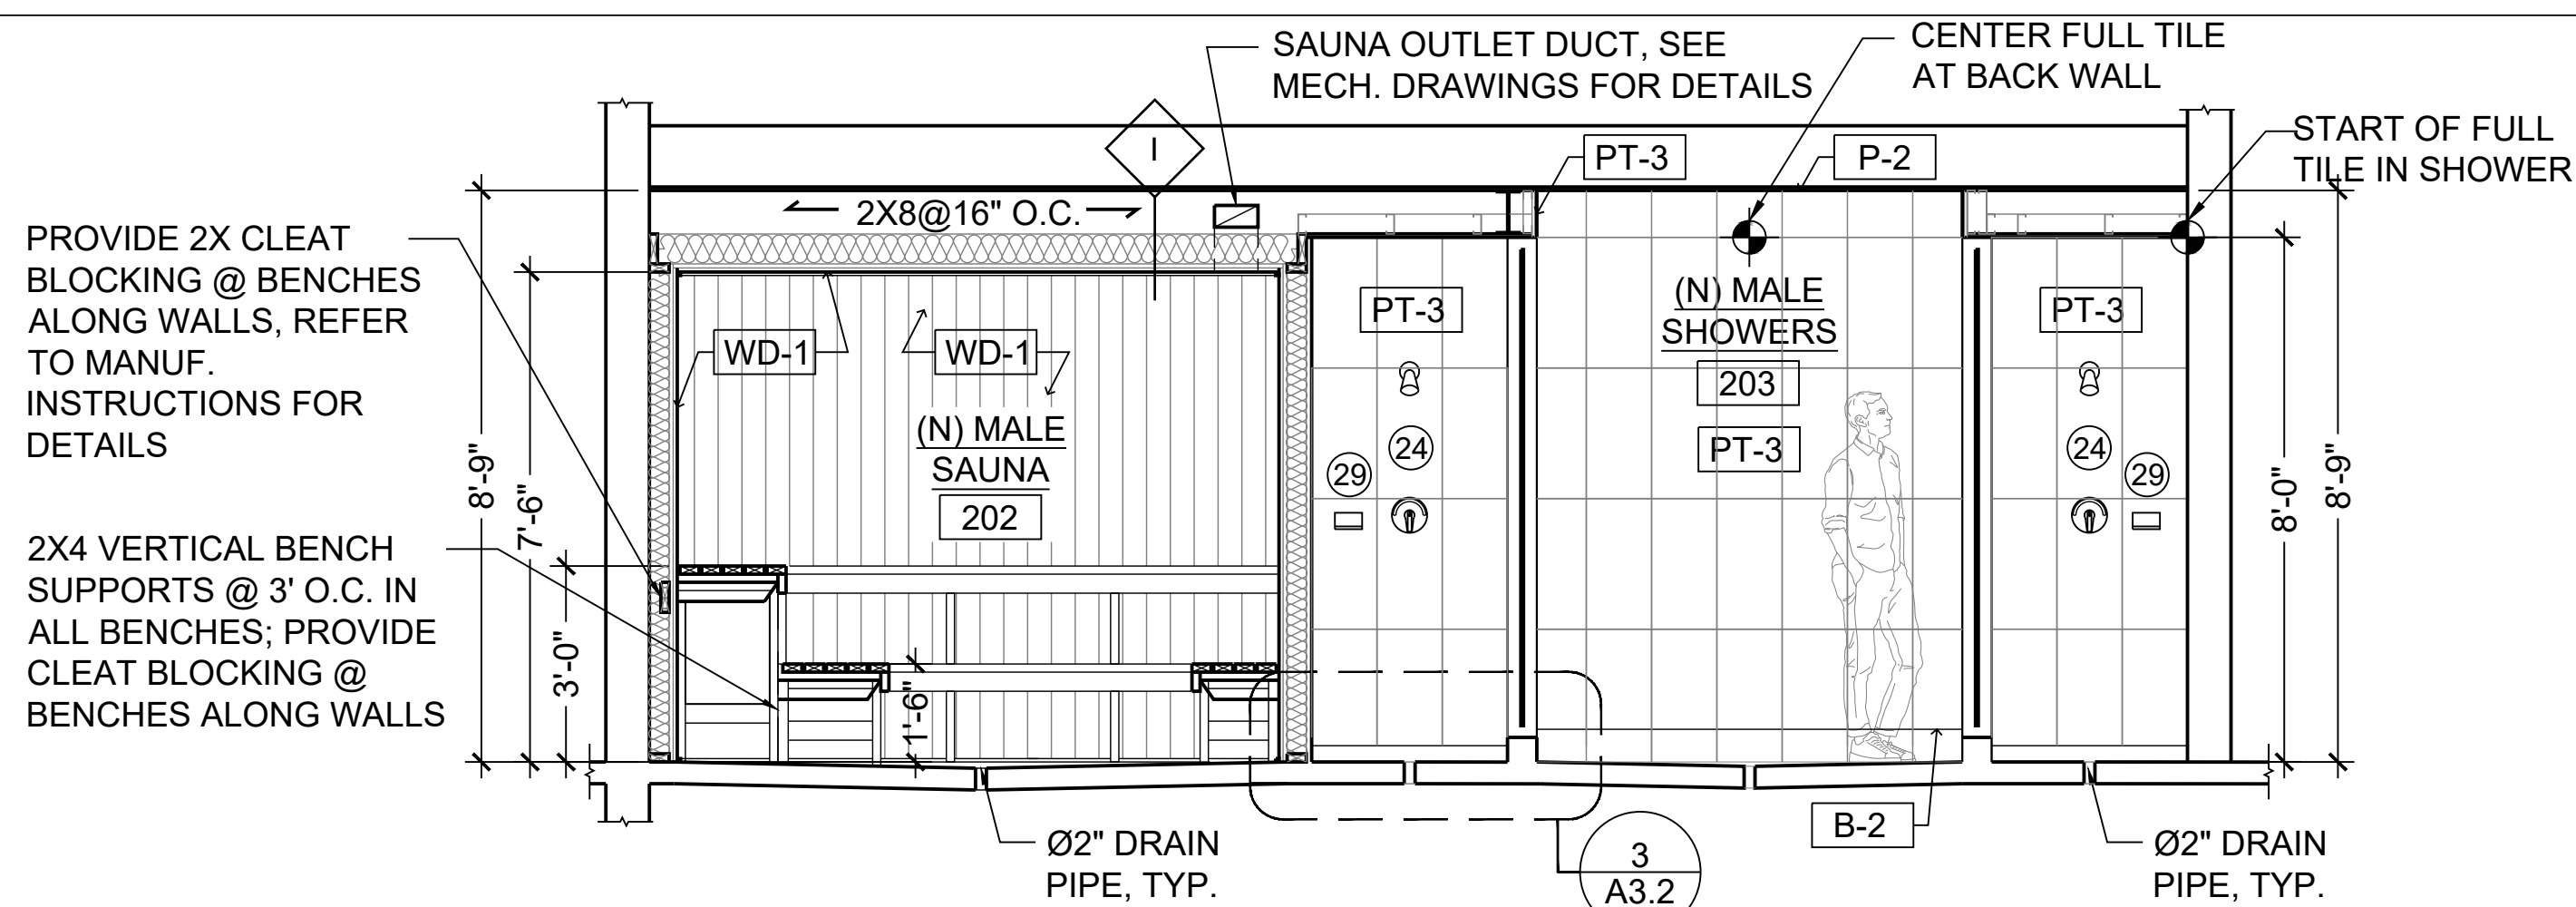 SAUNA OUTLET DUCT, SEE
MECH. DRAWINGS FOR DETAILS
CENTER FULL TILE
AT BACK WALL
START OF FULL
TILE IN SHOWER
I
PT-3
P-2
2X8@16" O.C.
PROVIDE 2X CLEAT
BLOCKING @ BENCHES
ALONG WALLS, REFER
TO MANUF.
INSTRUCTIONS FOR
DETAILS
2X4 VERTICAL BENCH
SUPPORTS @ 3' O.C. IN
ALL BENCHES; PROVIDE
CLEAT BLOCKING @
BENCHES ALONG WALLS
8'-9"
7'-6"
3'-0"
1'-6"
WD-1
WD-1
(N) MALE
SAUNA
202
PT-3
24
29
(N) MALE
SHOWERS
203
PT-3
PT-3
24
29
8'-0"
8'-9"
B-2
Ø2" DRAIN
PIPE, TYP.
3
A3.2
Ø2" DRAIN
PIPE, TYP.